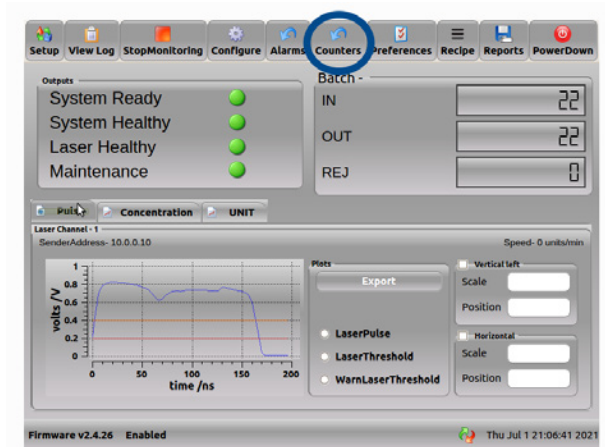 Setup View Log StopMonitoring Configure Alarms Counters Preferences Recipe Reports PowerDown
Outputs
System Ready
System Healthy
Laser Healthy
Maintenance
Batch -
IN 22
OUT 22
REJ 0
Pulse Concentration UNIT
Laser Channel - 1
SenderAddress- 10.0.0.10 Speed- 0 units/min
volts /V
1
0.8
0.6
0.4
0.2
0
0 50 100 150 200
time /ns
Plots
Export
LaserPulse
LaserThreshold
WarnLaserThreshold
Vertical left
Scale
Position
Horizontal
Scale
Position
Firmware v2.4.26 Enabled Thu Jul 1 21:06:41 2021